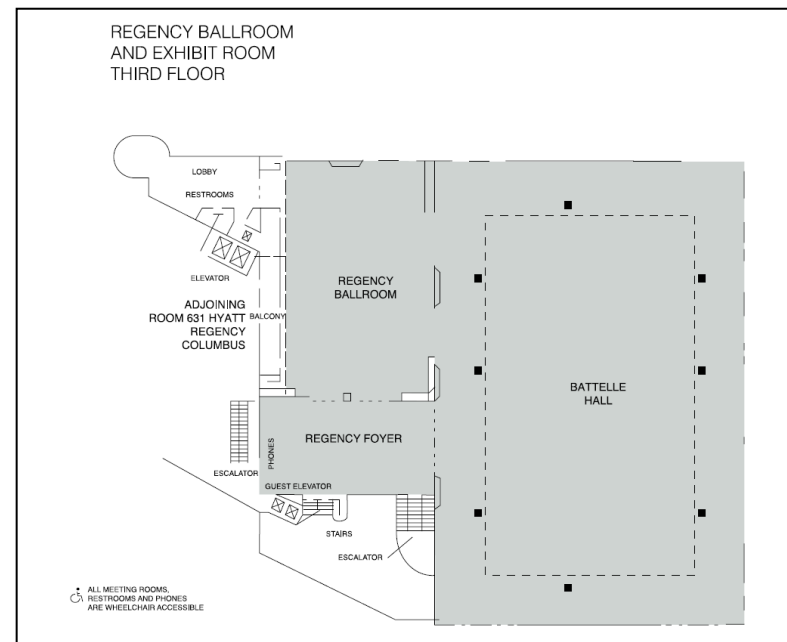 REGENCY BALLROOM
AND EXHIBIT ROOM
THIRD FLOOR
LOBBY
RESTROOMS
ELEVATOR
ADJOINING
ROOM 631 HYATT
REGENCY
COLUMBUS
BALCONY
REGENCY
BALLROOM
BATTELLE
HALL
REGENCY FOYER
PHONES
ESCALATOR
GUEST ELEVATOR
STAIRS
ESCALATOR
ALL MEETING ROOMS,
RESTROOMS AND PHONES
ARE WHEELCHAIR ACCESSIBLE